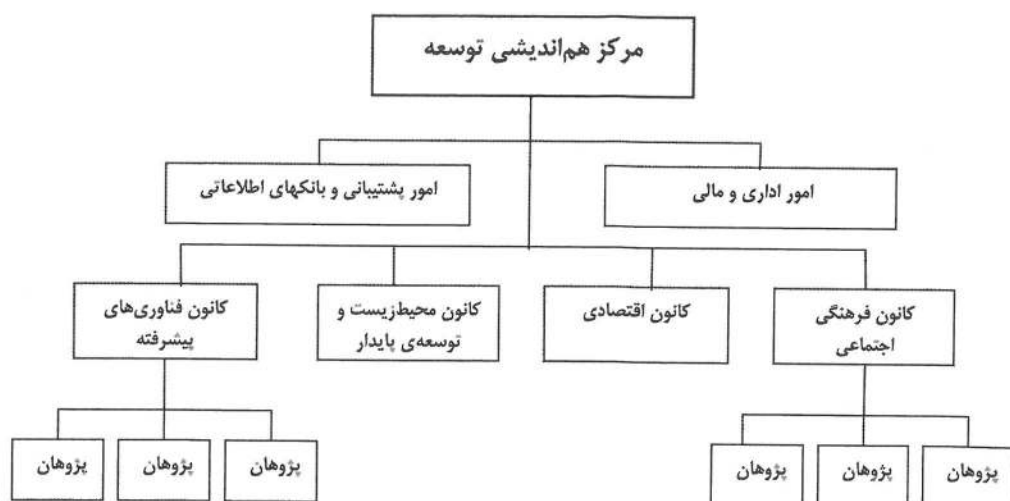 مرکز هم‌اندیشی توسعه
امور اداری و مالی
امور پشتیبانی و بانکهای اطلاعاتی
کانون فرهنگی
اجتماعی
کانون اقتصادی
کانون محیط‌زیست و
توسعه‌ی پایدار
کانون فناوری‌های
پیشرفته
پژوهان
پژوهان
پژوهان
پژوهان
پژوهان
پژوهان